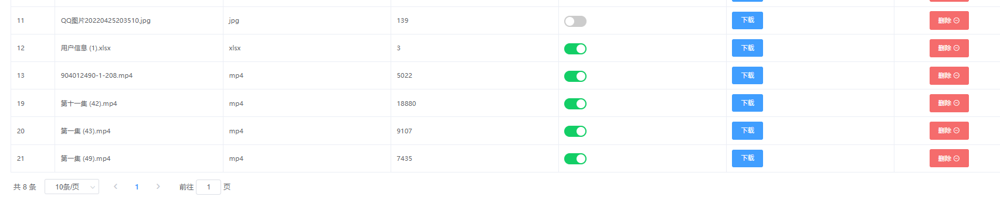 11 QQ图片20220425203510.jpg jpg 139 下载 删除
12 用户信息 (1).xlsx xlsx 3 下载 删除
13 904012490-1-208.mp4 mp4 5022 下载 删除
19 第十一集 (42).mp4 mp4 18880 下载 删除
20 第一集 (43).mp4 mp4 9107 下载 删除
21 第一集 (49).mp4 mp4 7435 下载 删除
共 8 条 10条/页 1 前往 1 页